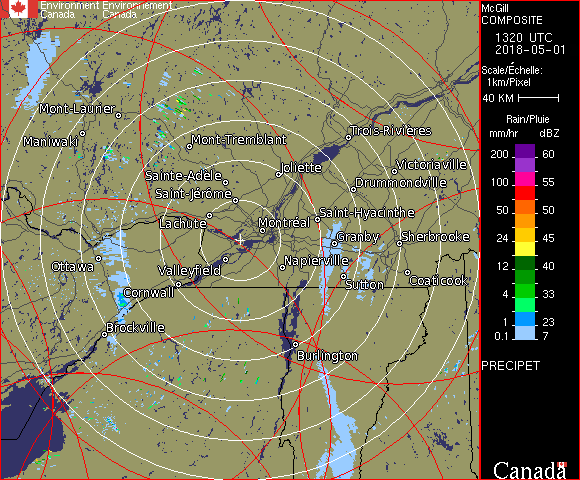 Environment Environnement
Canada Canada
McGill
COMPOSITE
1320 UTC
2018-05-01
Scale/Échelle:
1km/Pixel
40 KM
Rain/Pluie
mm/hr dBZ
200 60
100 55
50 50
24 45
12 40
4 33
1 23
0.1 7
PRECIPET
Canada
Mont-Laurier
Maniwaki
Mont-Tremblant
Trois-Rivières
Sainte-Adèle
Joliette
Victoriaville
Saint-Jérôme
Drummondville
Lachute
Montréal
Saint-Hyacinthe
Granby
Sherbrooke
Ottawa
Valleyfield
Napierville
Sutton
Coaticook
Cornwall
Brockville
Burlington